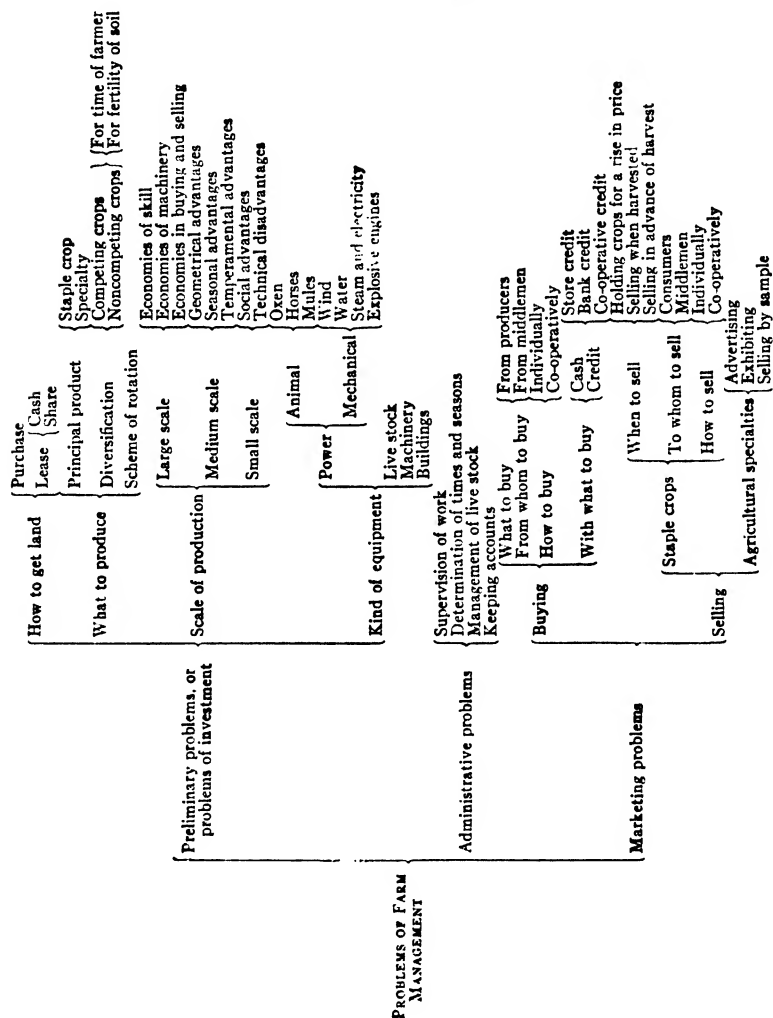 PROBLEMS OF FARM
MANAGEMENT
Preliminary problems, or
problems of investment
How to get land
Purchase
Lease
Cash
Share
What to produce
Principal product
Staple crop
Specialty
Diversification
Competing crops
Noncompeting crops
For time of farmer
For fertility of soil
Scheme of rotation
Scale of production
Large scale
Medium scale
Small scale
Economies of skill
Economies of machinery
Economies in buying and selling
Geometrical advantages
Seasonal advantages
Temperamental advantages
Social advantages
Technical disadvantages
Kind of equipment
Power
Animal
Oxen
Horses
Mules
Mechanical
Wind
Water
Steam and electricity
Explosive engines
Live stock
Machinery
Buildings
Administrative problems
Supervision of work
Determination of times and seasons
Management of live stock
Keeping accounts
Marketing problems
Buying
What to buy
From whom to buy
From producers
From middlemen
How to buy
Individually
Co-operatively
With what to buy
Cash
Credit
Store credit
Bank credit
Co-operative credit
Selling
Staple crops
When to sell
Holding crops for a rise in price
Selling when harvested
Selling in advance of harvest
To whom to sell
Consumers
Middlemen
How to sell
Individually
Co-operatively
Agricultural specialties
Advertising
Exhibiting
Selling by sample